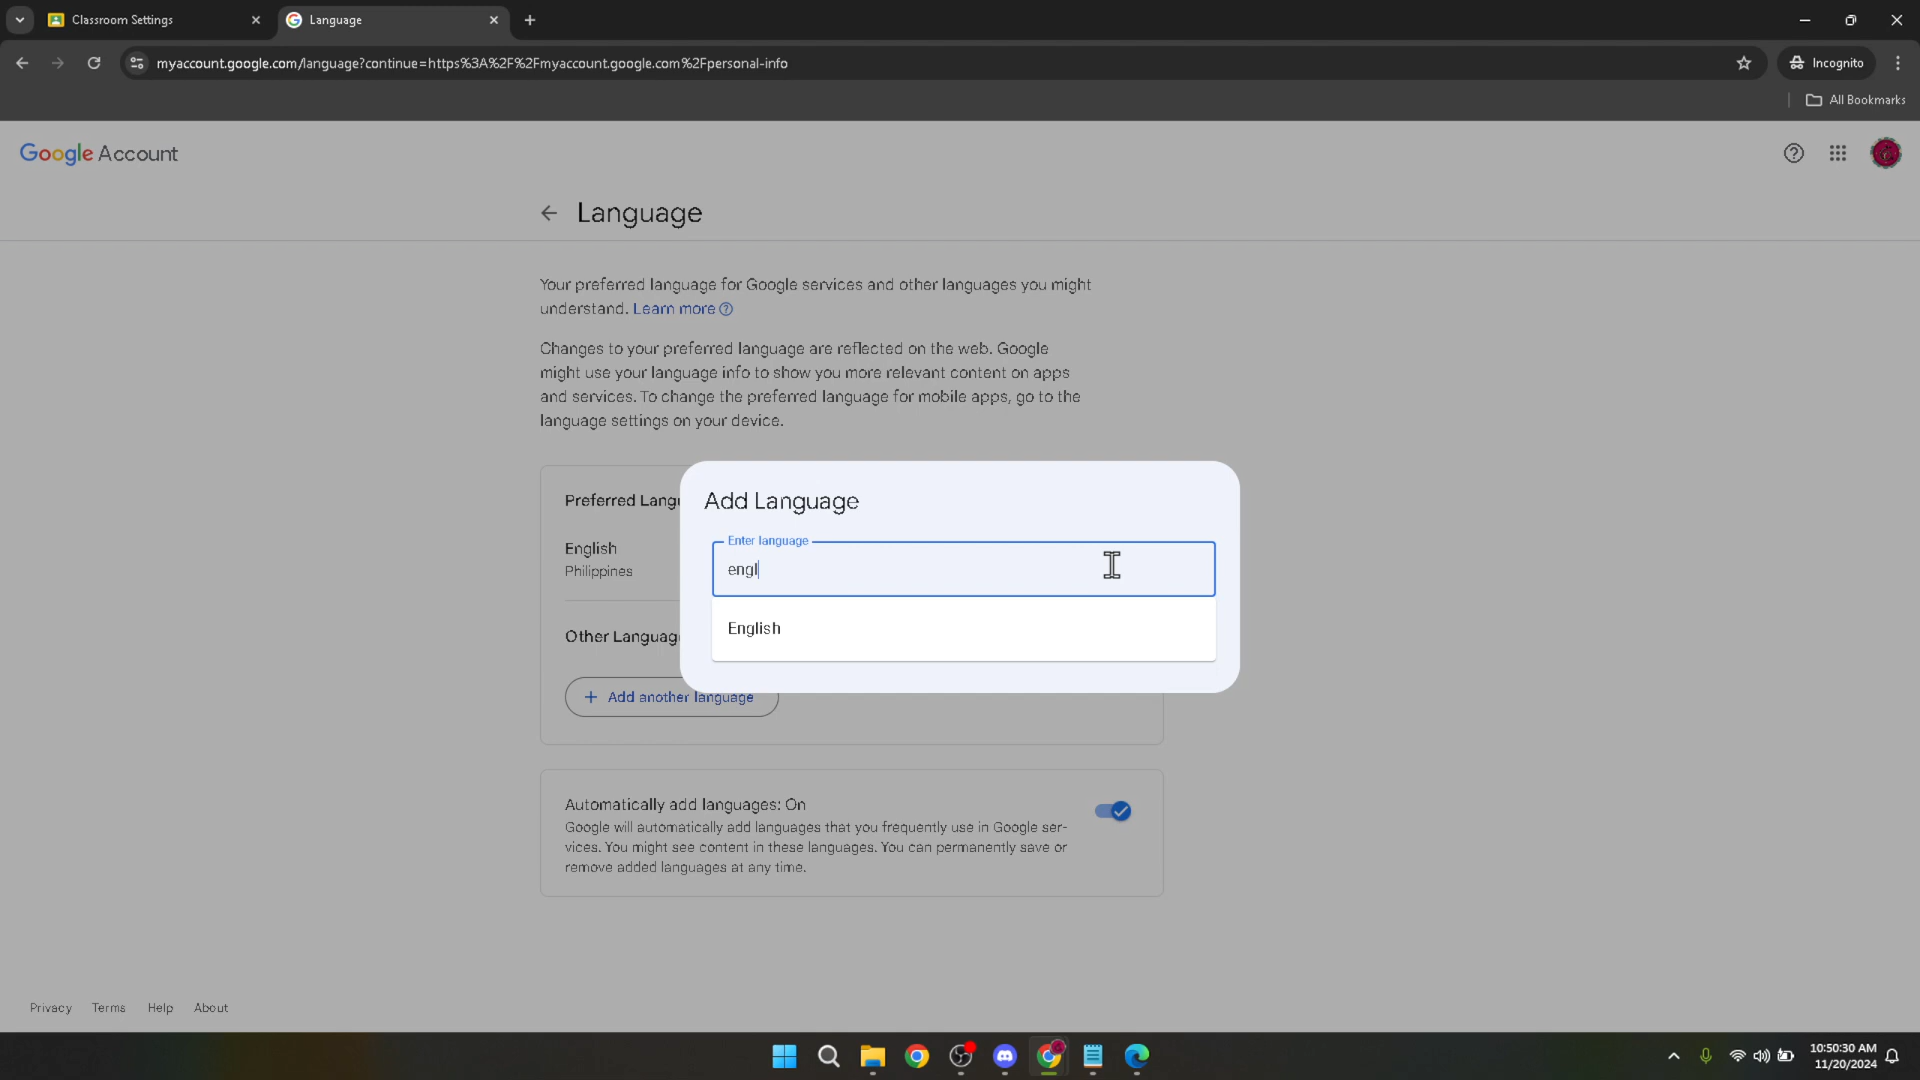 Classroom Settings
Language
myaccount.google.com/language?continue=https%3A%2F%2Fmyaccount.google.com%2Fpersonal-info
Incognito
All Bookmarks
Google Account
Language
Your preferred language for Google services and other languages you might
understand. Learn more
Changes to your preferred language are reflected on the web. Google
might use your language info to show you more relevant content on apps
and services. To change the preferred language for mobile apps, go to the
language settings on your device.
Preferred Langu
Add Language
Enter language
English
engl
Philippines
English
Other Languag
+ Add another language
Automatically add languages: On
Google will automatically add languages that you frequently use in Google ser-
vices. You might see content in these languages. You can permanently save or
remove added languages at any time.
Privacy Terms Help About
10:50:30 AM
11/20/2024